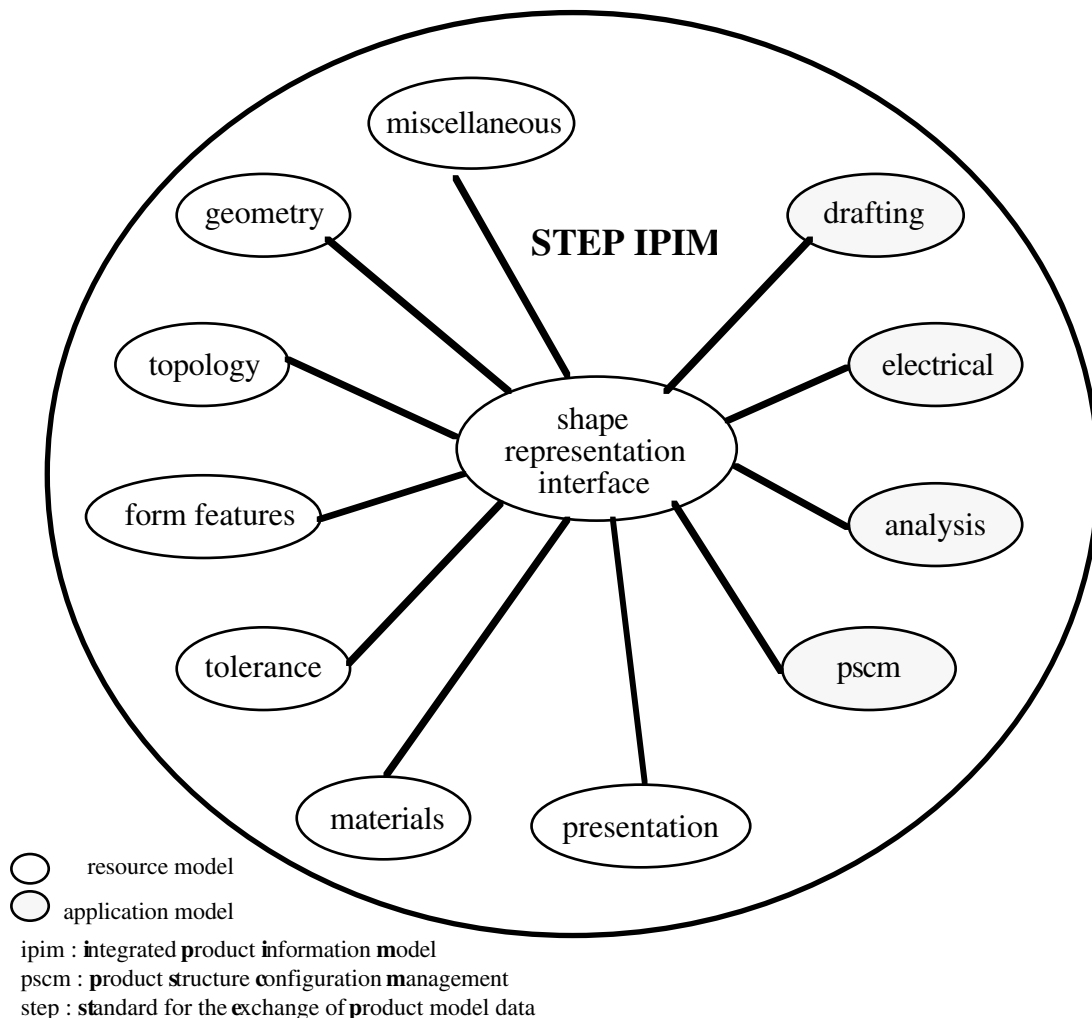 miscellaneous
geometry
drafting
STEP IPIM
topology
electrical
shape
representation
interface
form features
analysis
tolerance
pscm
materials
presentation
resource model
application model
ipim : integrated product information model
pscm : product structure configuration management
step : standard for the exchange of product model data